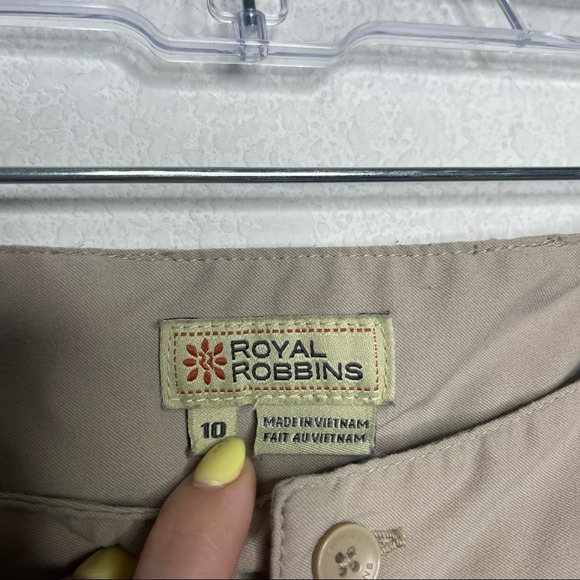 ROYAL
ROBBINS
10
MADE IN VIETNAM
FAIT AU VIETNAM